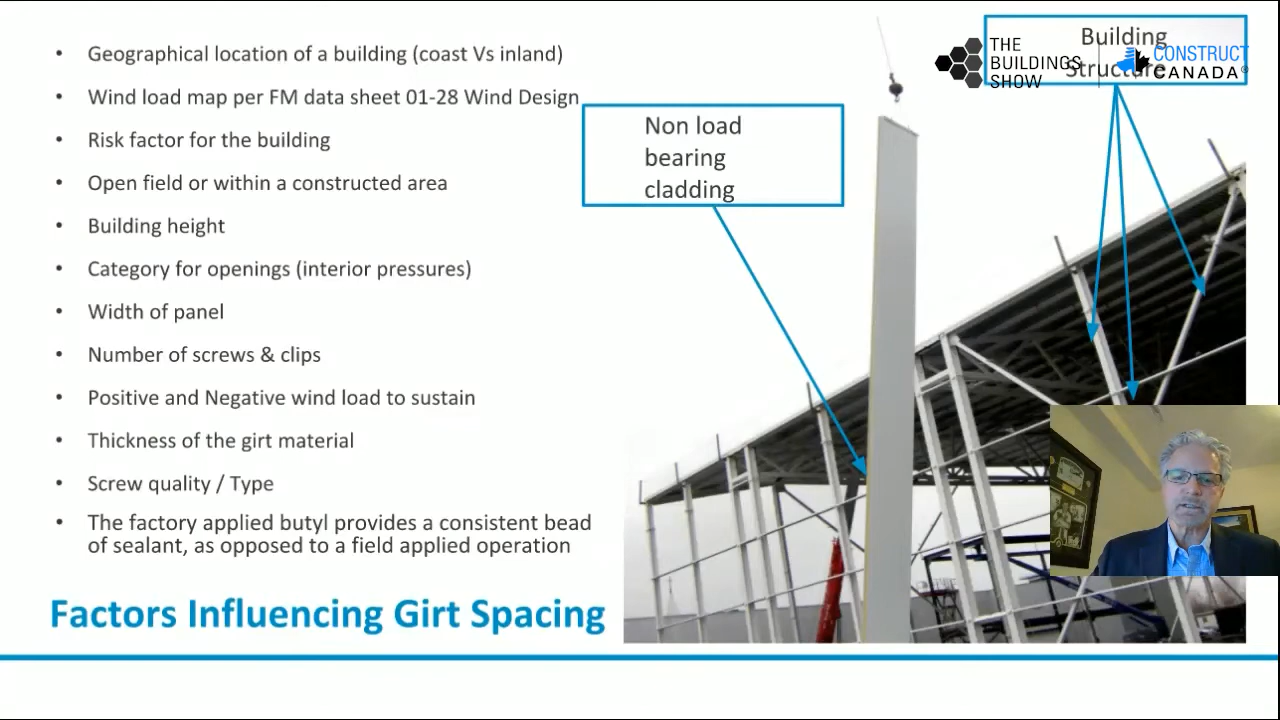 Geographical location of a building (coast Vs inland)
Wind load map per FM data sheet 01-28 Wind Design
Risk factor for the building
Open field or within a constructed area
Building height
Category for openings (interior pressures)
Width of panel
Number of screws & clips
Positive and Negative wind load to sustain
Thickness of the girt material
Screw quality / Type
The factory applied butyl provides a consistent bead
of sealant, as opposed to a field applied operation
Factors Influencing Girt Spacing
Non load
bearing
cladding
Building
Structure
THE
BUILDINGS
SHOW
CONSTRUCT
CANADA®